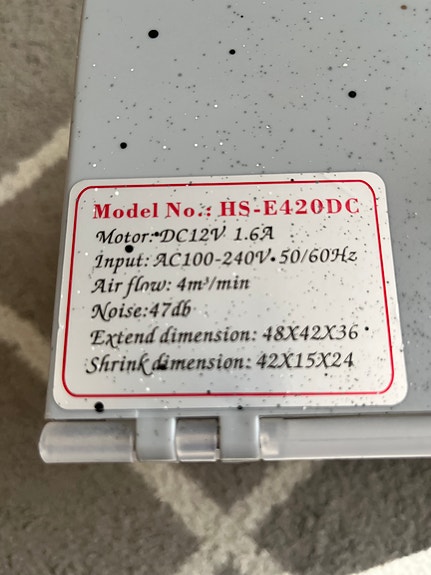 Model No.: HS-E420DC
Motor: DC12V 1.6A
Input: AC100-240V 50/60Hz
Air flow: 4m³/min
Noise:47db
Extend dimension: 48X42X36
Shrink dimension: 42X15X24